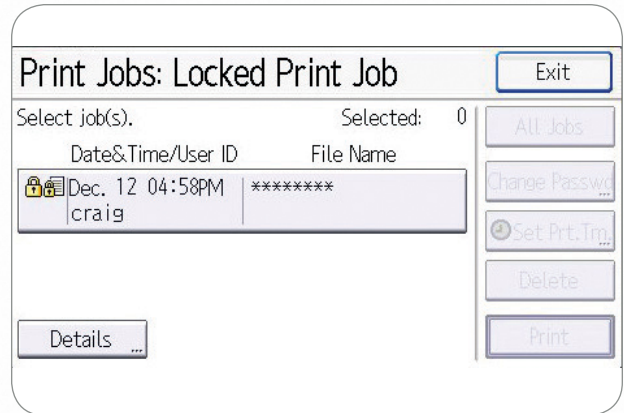 Print Jobs: Locked Print Job
Exit
Select job(s).
Selected: 0
Date&Time/User ID
File Name
Dec. 12 04:58PM
********
craig
Details ...
All Jobs
Change Passwd ...
Set Prt.Tm. ...
Delete
Print